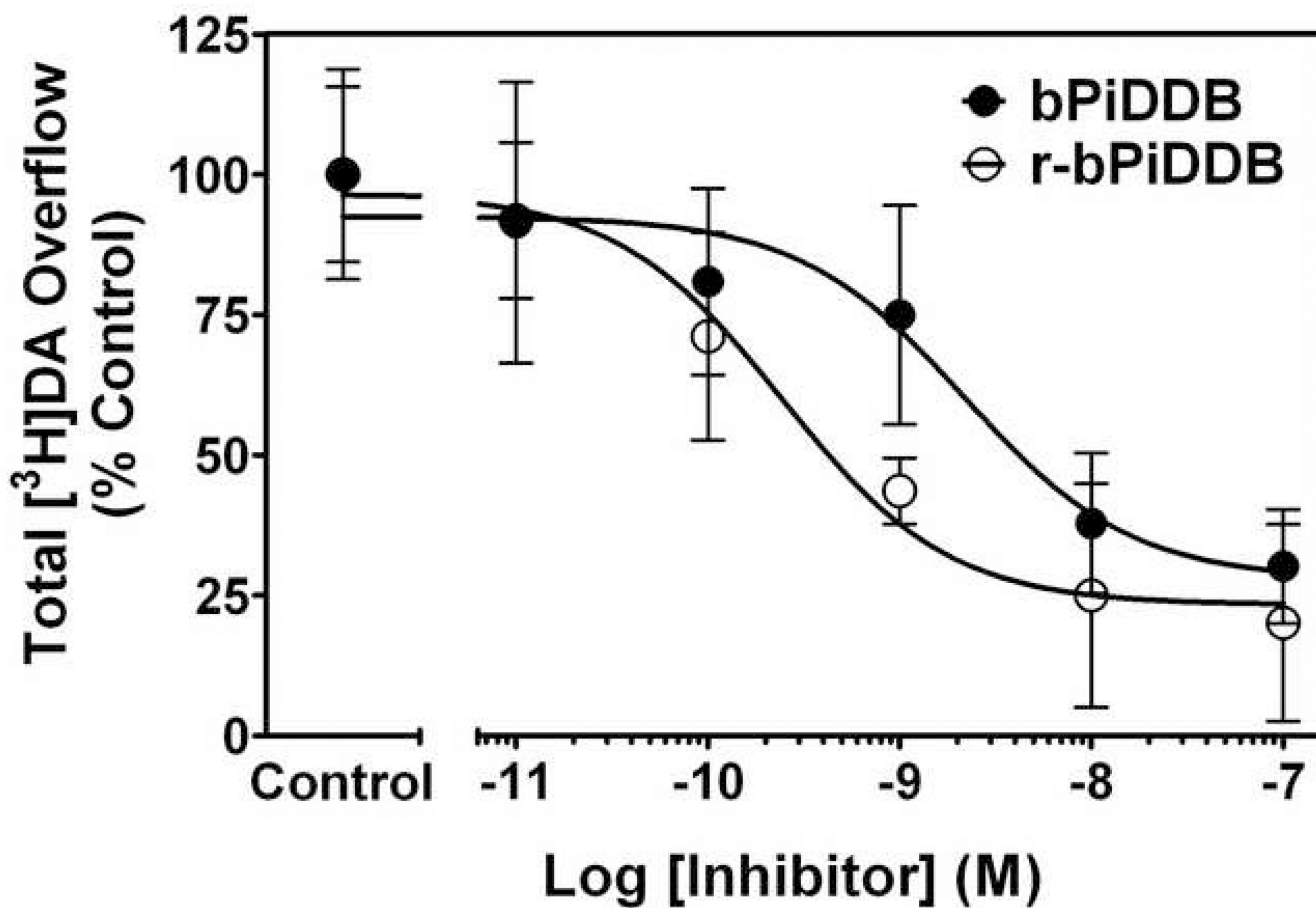 Total [³H]DA Overflow
(% Control)
125
100
75
50
25
0
bPiDDB
r-bPiDDB
Control
-11
-10
-9
-8
-7
Log [Inhibitor] (M)